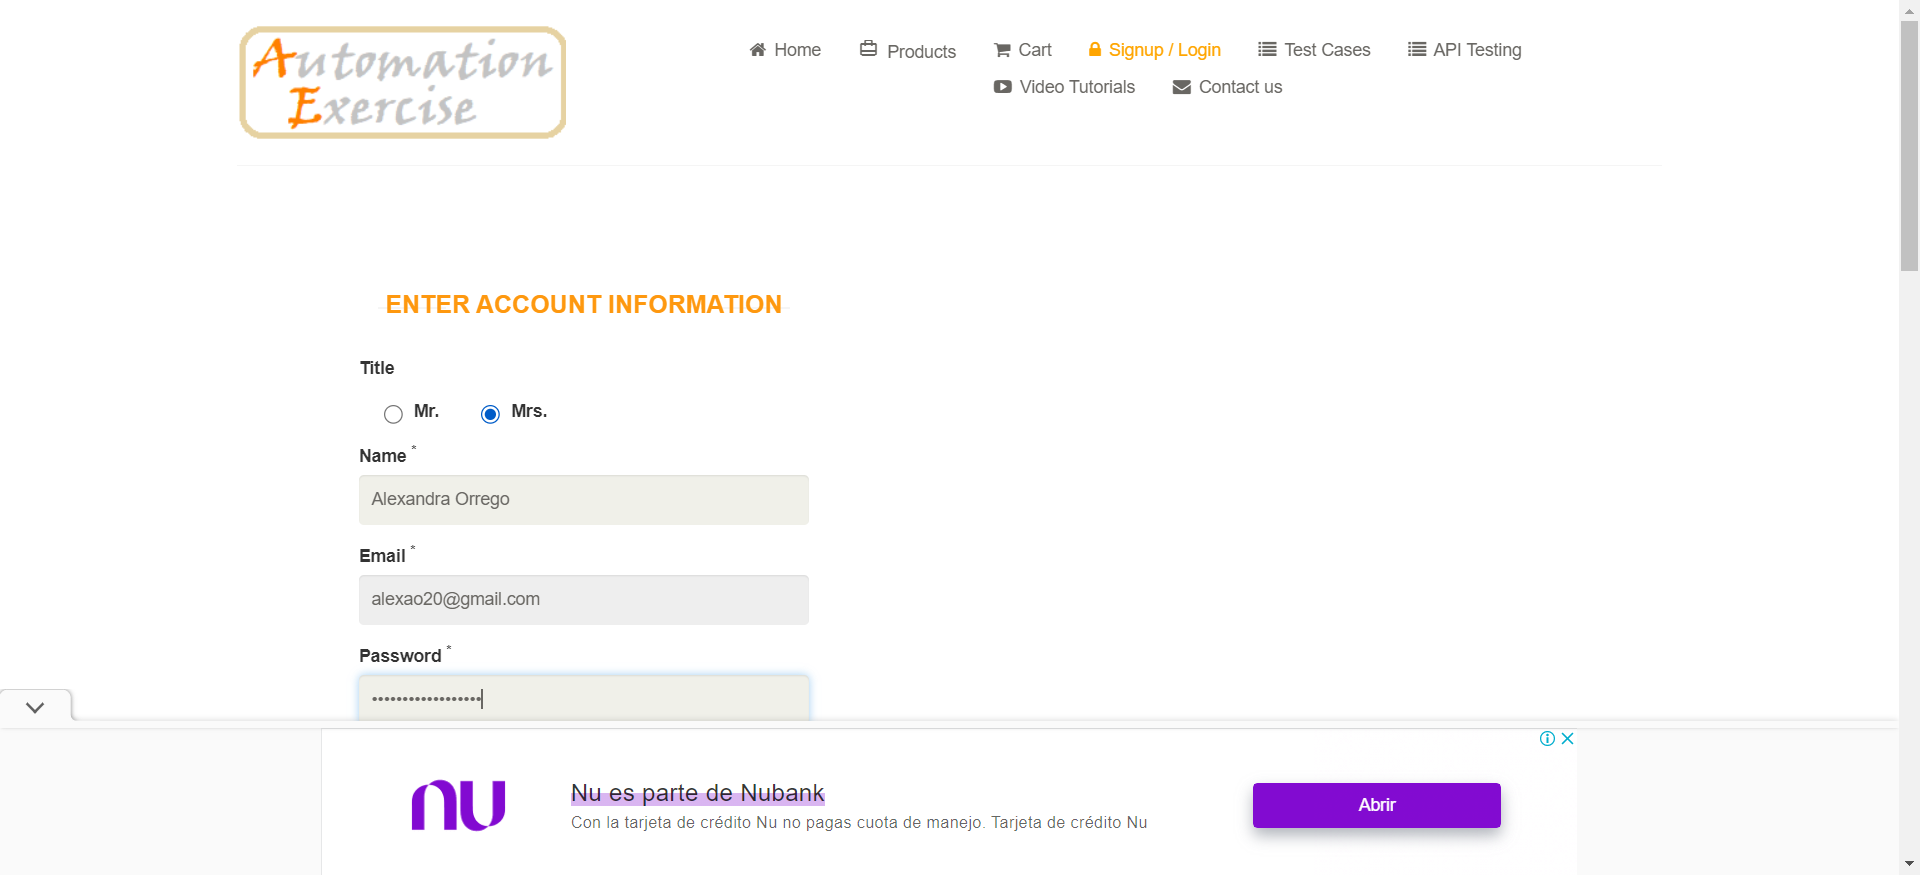 Automation
Exercise
Home
Products
Cart
Signup / Login
Test Cases
API Testing
Video Tutorials
Contact us
ENTER ACCOUNT INFORMATION
Title
Mr.
Mrs.
Name *
Alexandra Orrego
Email *
alexao20@gmail.com
Password *
••••••••••••••••••
nu
Nu es parte de Nubank
Con la tarjeta de crédito Nu no pagas cuota de manejo. Tarjeta de crédito Nu
Abrir